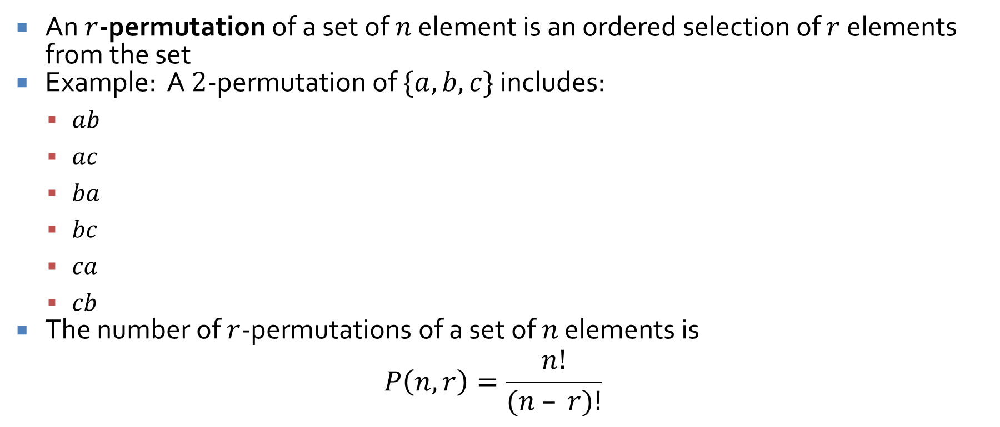 An r-permutation of a set of n element is an ordered selection of r elements
from the set
Example: A 2-permutation of {a, b, c} includes:
ab
ac
ba
bc
ca
cb
The number of r-permutations of a set of n elements is
P(n, r) = n! / (n − r)!